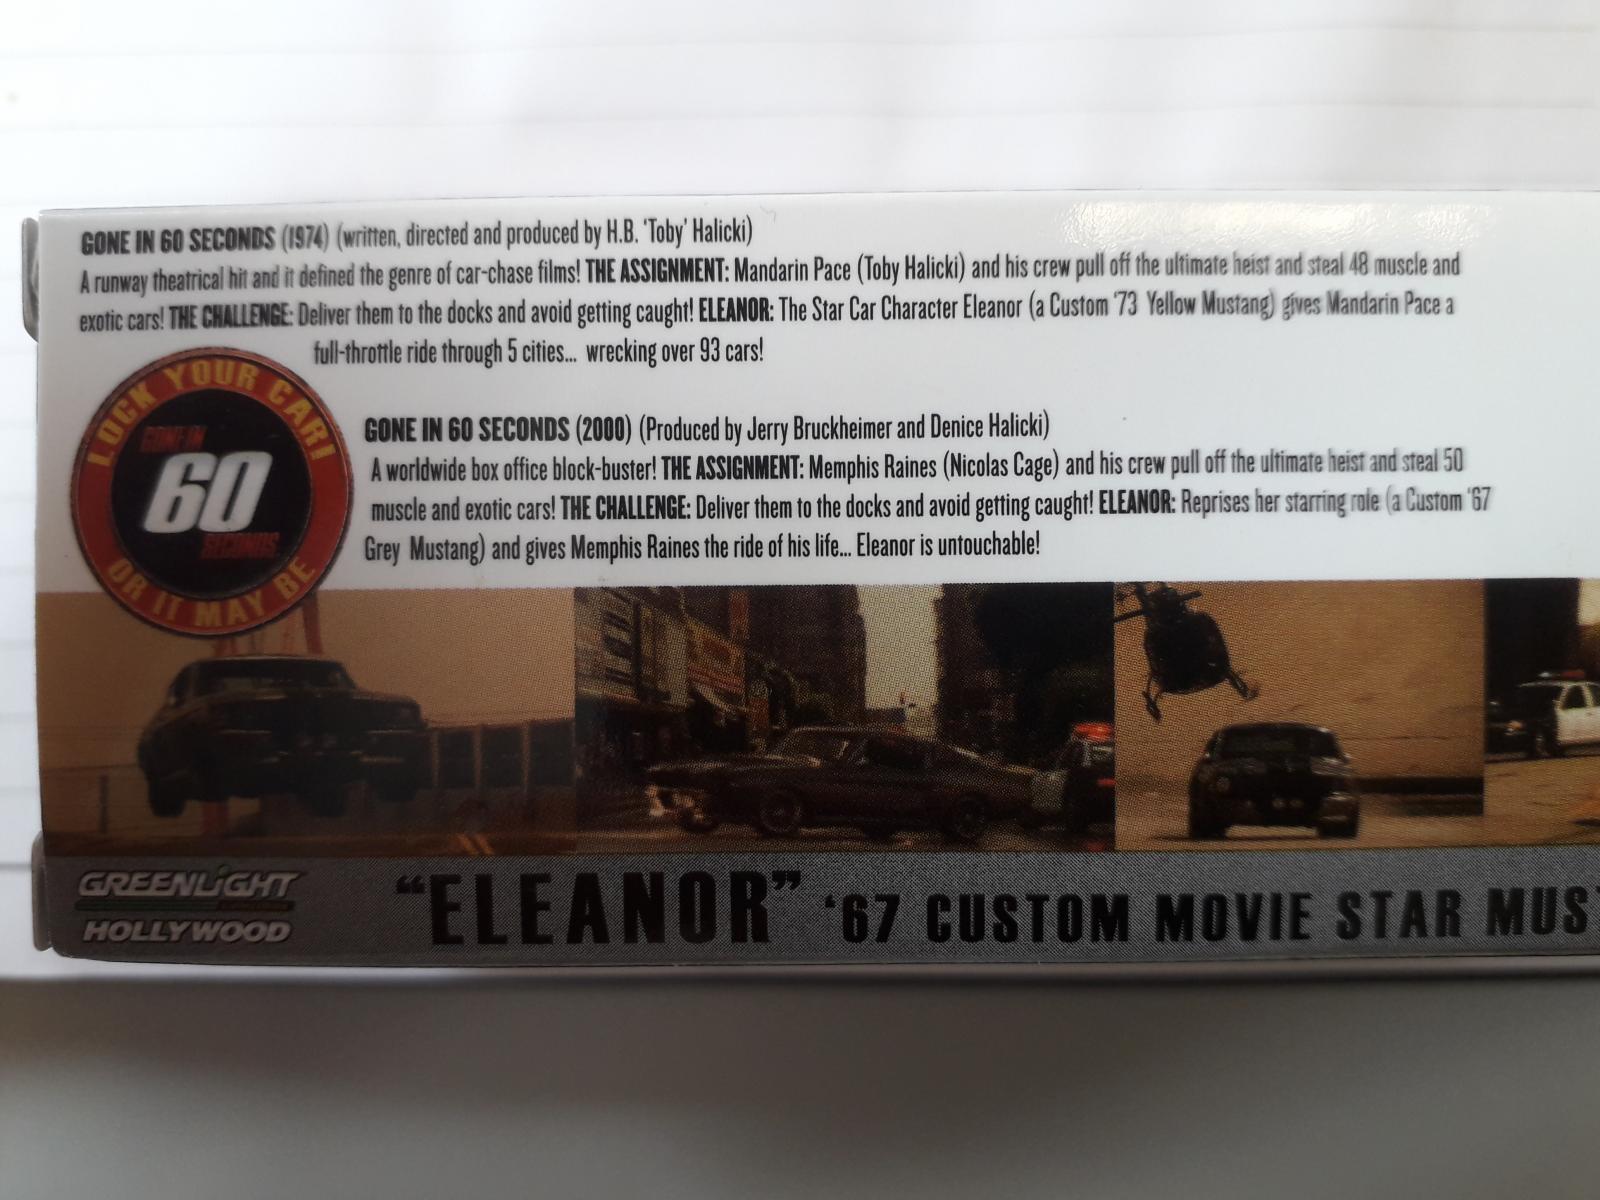 GONE IN 60 SECONDS (1974) (written, directed and produced by H.B. 'Toby' Halicki)
A runway theatrical hit and it defined the genre of car-chase films! THE ASSIGNMENT: Mandarin Pace (Toby Halicki) and his crew pull off the ultimate heist and steal 48 muscle and
exotic cars! THE CHALLENGE: Deliver them to the docks and avoid getting caught! ELEANOR: The Star Car Character Eleanor (a Custom '73 Yellow Mustang) gives Mandarin Pace a
full-throttle ride through 5 cities... wrecking over 93 cars!
LOCK YOUR CAR!
GONE IN
60
SECONDS
OR IT MAY BE
GONE IN 60 SECONDS (2000) (Produced by Jerry Bruckheimer and Denice Halicki)
A worldwide box office block-buster! THE ASSIGNMENT: Memphis Raines (Nicolas Cage) and his crew pull off the ultimate heist and steal 50
muscle and exotic cars! THE CHALLENGE: Deliver them to the docks and avoid getting caught! ELEANOR: Reprises her starring role (a Custom '67
Grey Mustang) and gives Memphis Raines the ride of his life... Eleanor is untouchable!
GREENLIGHT
HOLLYWOOD
"ELEANOR" '67 CUSTOM MOVIE STAR MUS